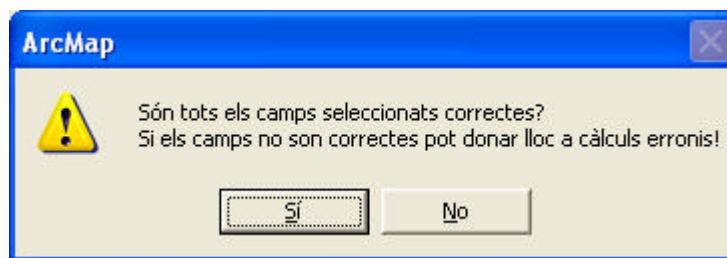 ArcMap
Són tots els camps seleccionats correctes?
Si els camps no son correctes pot donar lloc a càlculs erronis!
Sí
No